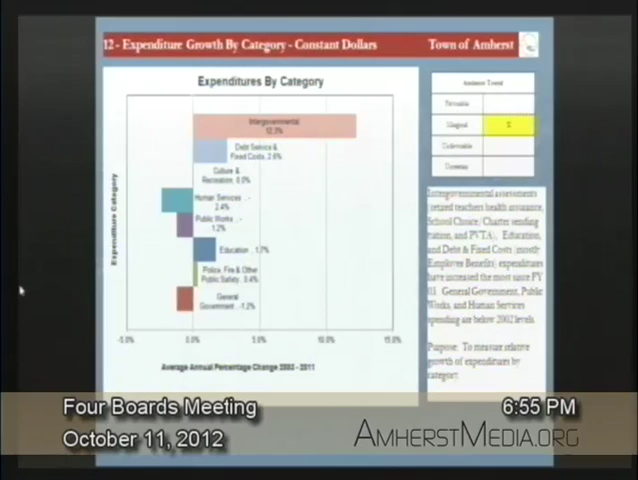 12 - Expenditure Growth By Category - Constant Dollars
Town of Amherst
Expenditures By Category
Intergovernmental
12.3%
Debt Service &
Fixed Costs, 2.6%
Culture &
Recreation, 0.0%
Human Services, -
2.4%
Public Works, -
1.2%
Education, 1.7%
Police, Fire & Other
Public Safety, 0.4%
General
Government, -1.2%
Expenditure Category
-5.0% 0.0% 5.0% 10.0% 15.0%
Average Annual Percentage Change 2002 - 2011
Favorable
Marginal X
Unfavorable
Uncertain
Intergovernmental assessments
(retired teachers health insurance,
School Choice/ Charter sending
tuition, and PVTA), Education,
and Debt & Fixed Costs (mostly
Employee Benefits) expenditures
have increased the most since FY
03. General Government, Public
Works, and Human Services
spending are below 2002 levels.
Purpose: To measure relative
growth of expenditures by
category.
Four Boards Meeting
6:55 PM
October 11, 2012
AMHERSTMEDIA.ORG